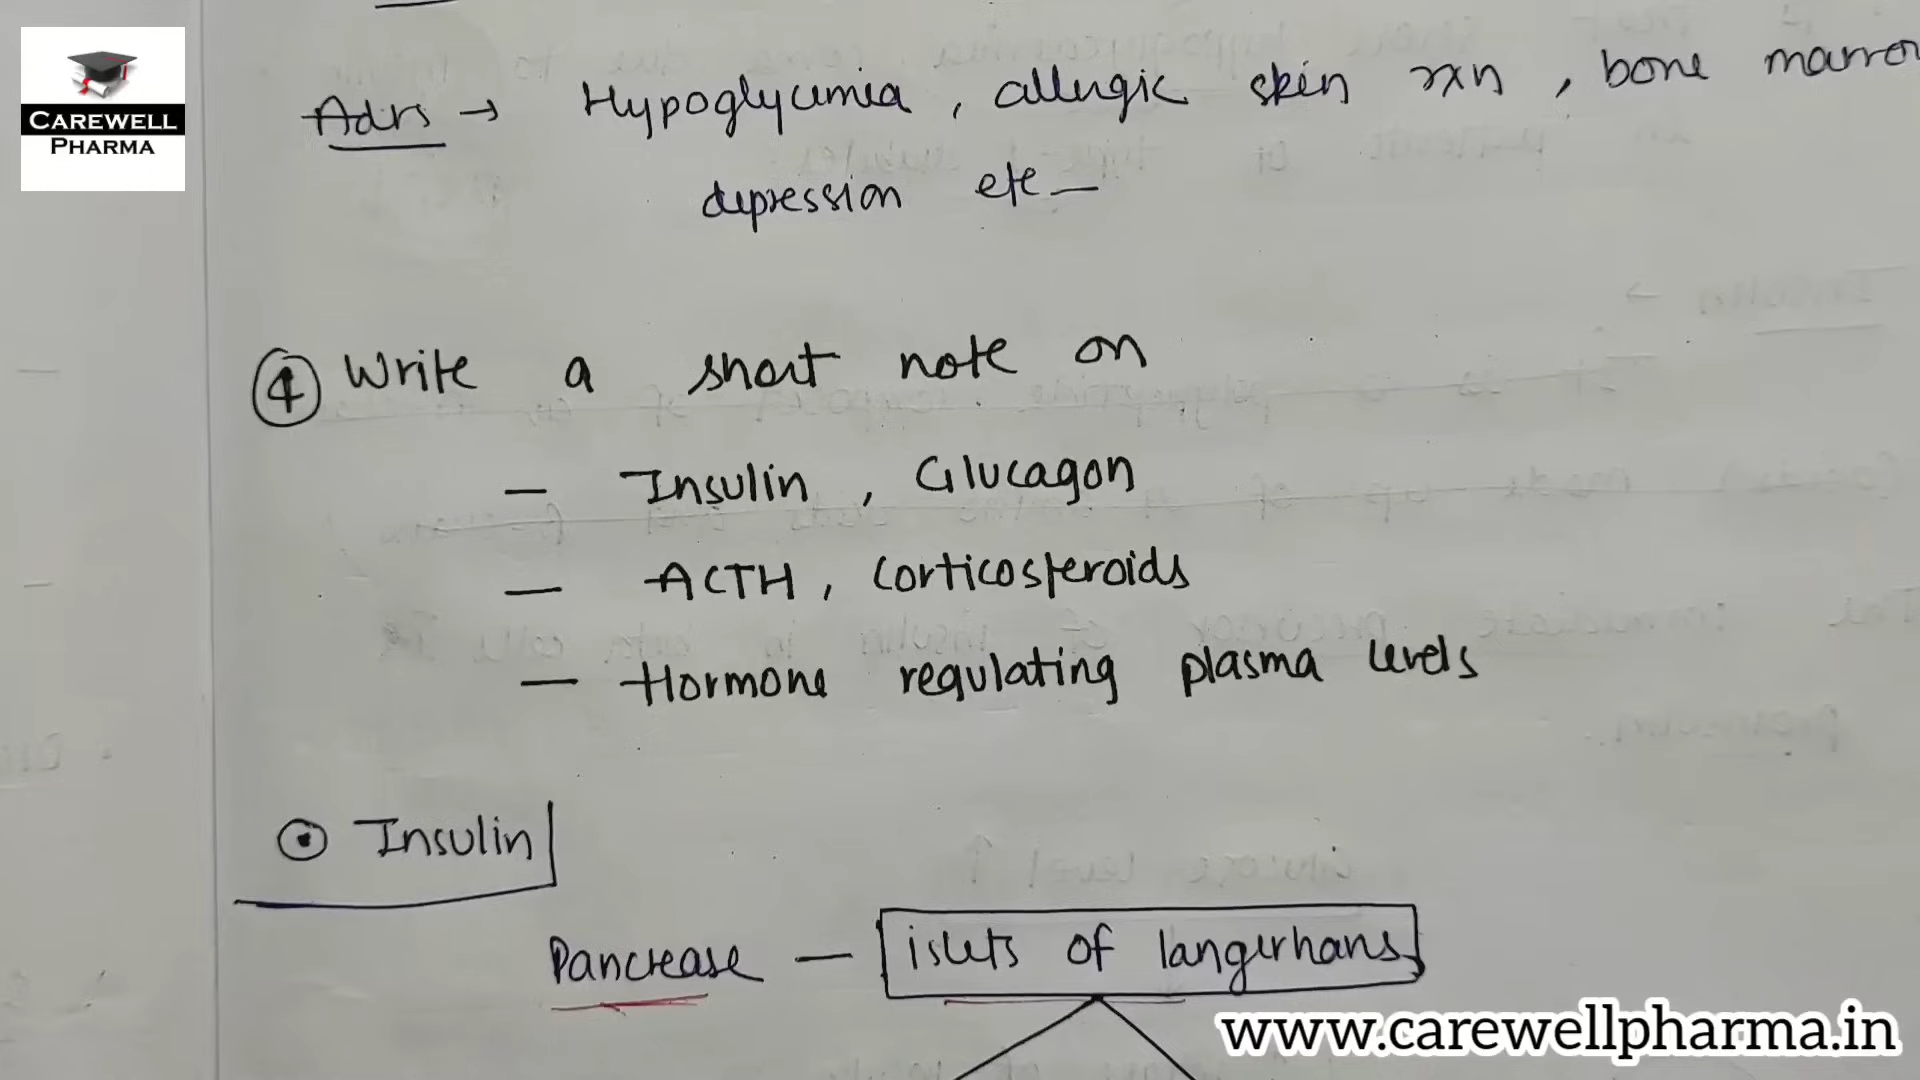 CAREWELL
PHARMA
Adrs → Hypoglycemia, allergic skin rxn, bone marrow
depression etc —
④ Write a short note on
— Insulin, Glucagon
— ACTH, corticosteroids
— Hormone regulating plasma levels
⊙ Insulin
Pancrease — islets of langerhans
www.carewellpharma.in